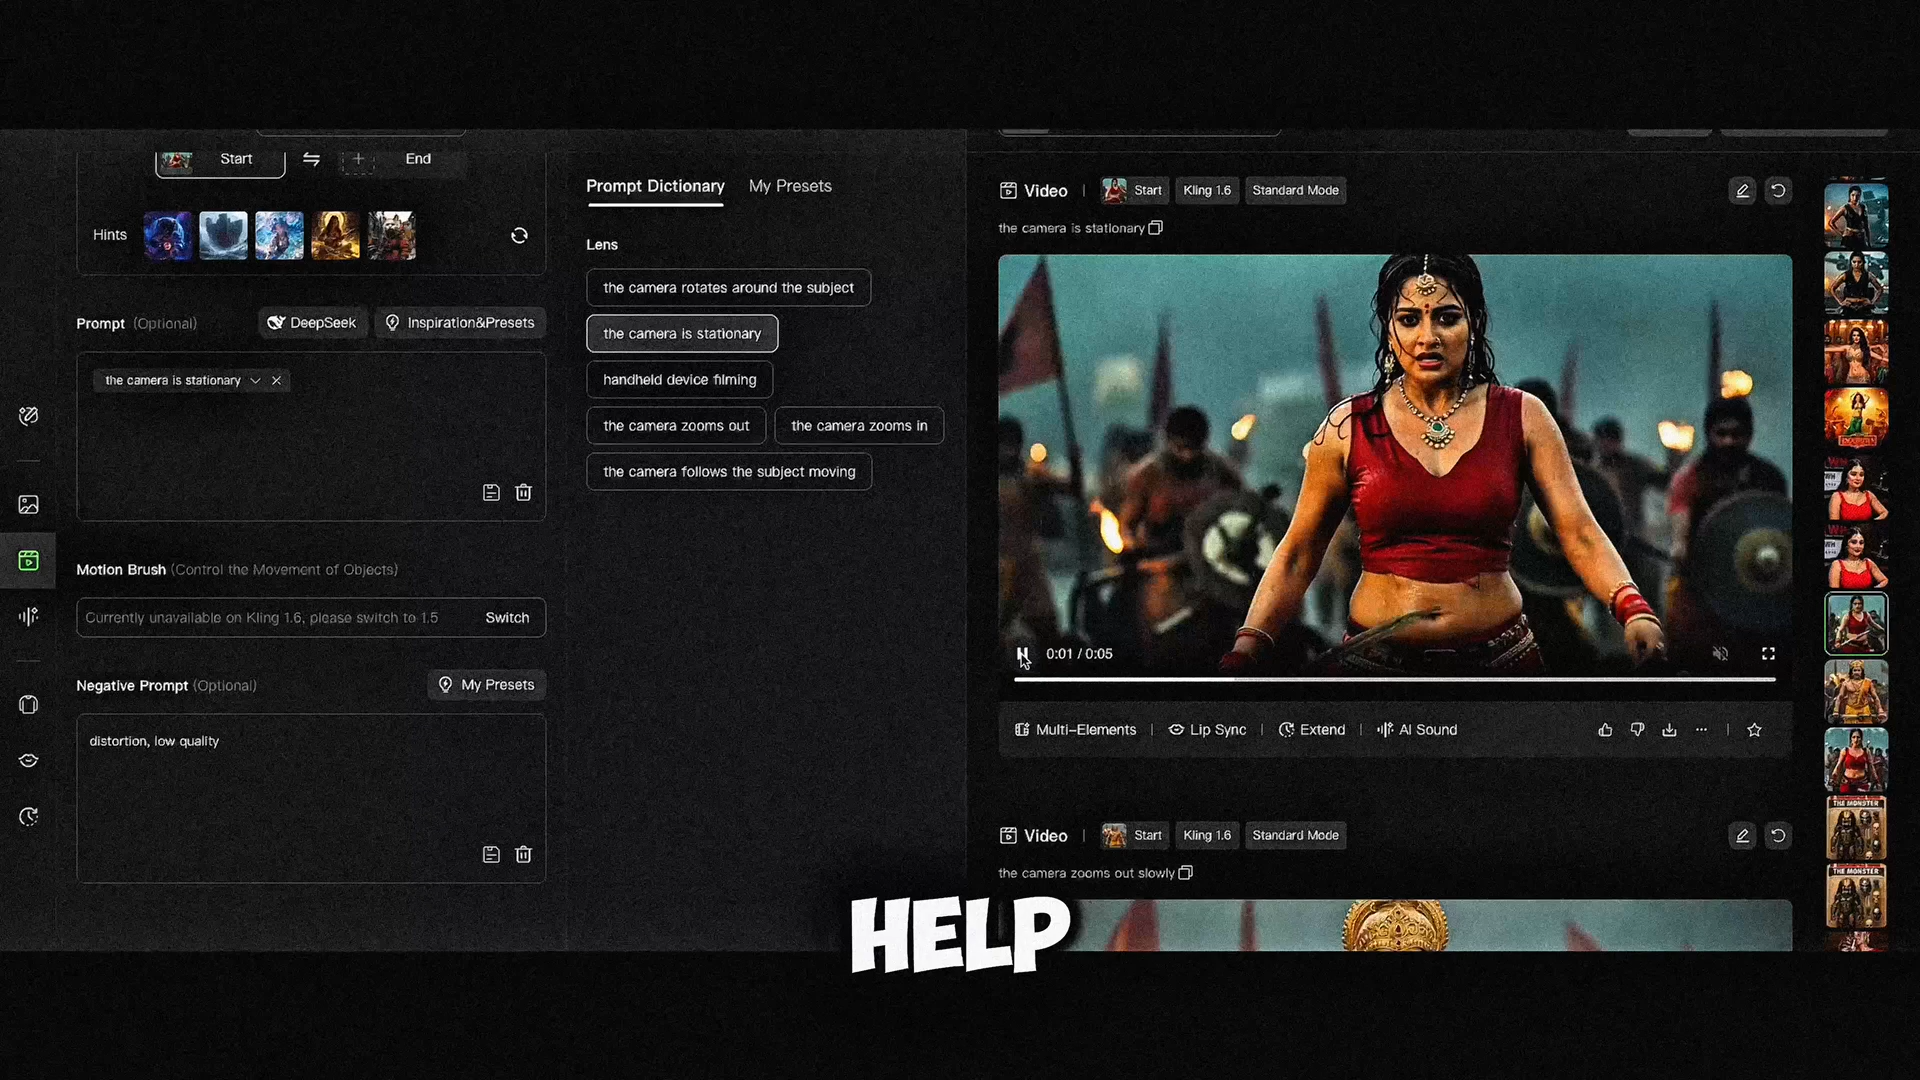 Start
End
Hints
Prompt (Optional)
DeepSeek
Inspiration&Presets
the camera is stationary
Motion Brush (Control the Movement of Objects)
Currently unavailable on Kling 1.6, please switch to 1.5
Switch
Negative Prompt (Optional)
My Presets
distortion, low quality
Prompt Dictionary
My Presets
Lens
the camera rotates around the subject
the camera is stationary
handheld device filming
the camera zooms out
the camera zooms in
the camera follows the subject moving
Video
Start
Kling 1.6
Standard Mode
the camera is stationary
0:01 / 0:05
Multi-Elements
Lip Sync
Extend
AI Sound
Video
Start
Kling 1.6
Standard Mode
the camera zooms out slowly
THE MONSTER
THE MONSTER
HELP